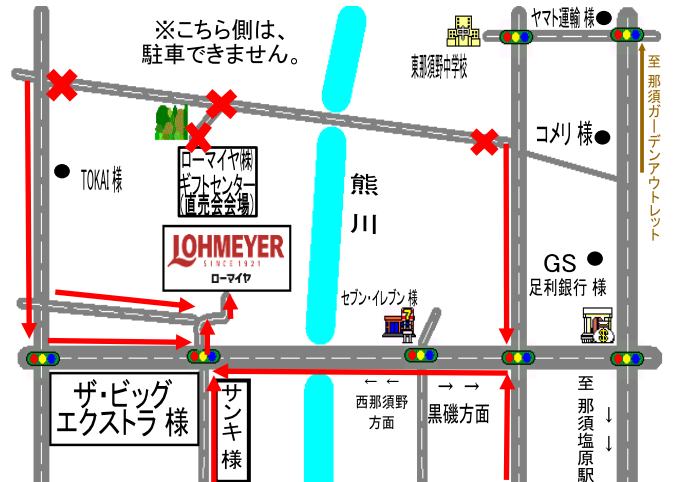 ※こちら側は、
駐車できません。
ヤマト運輸 様
東那須野中学校
至 那須ガーデンアウトレット
コメリ 様
TOKAI 様
ローマイヤ㈱
ギフトセンター
(直売会会場)
熊川
LOHMEYER
SINCE 1921
ローマイヤ
GS
足利銀行 様
セブン・イレブン 様
7
$
ザ・ビッグ
エクストラ 様
サンキ 様
← ←
西那須野
方面
→ →
黒磯方面
至 那須塩原駅
→ →